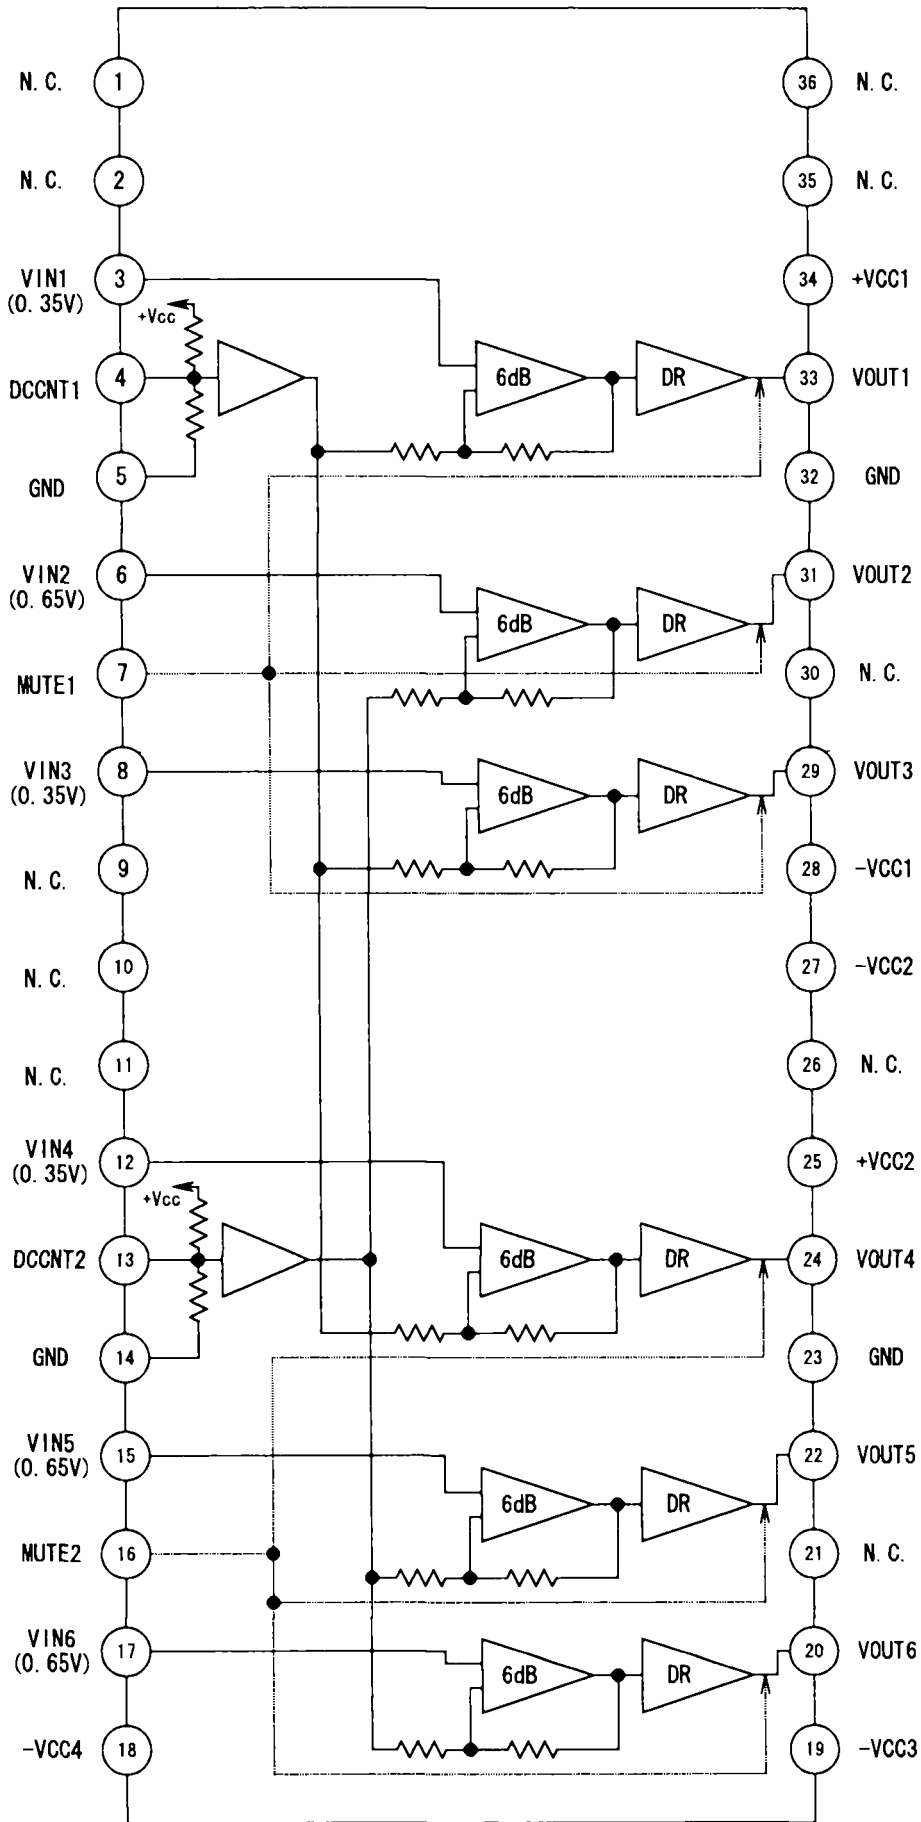 N. C. 1 36 N. C.
N. C. 2 35 N. C.
VIN1 3 34 +VCC1
(0. 35V)
+Vcc
DCCNT1 4 6dB DR 33 VOUT1
GND 5 32 GND
VIN2 6 31 VOUT2
(0. 65V)
6dB DR
MUTE1 7 30 N. C.
VIN3 8 29 VOUT3
(0. 35V)
6dB DR
N. C. 9 28 -VCC1
N. C. 10 27 -VCC2
N. C. 11 26 N. C.
VIN4 12 25 +VCC2
(0. 35V)
+Vcc
DCCNT2 13 6dB DR 24 VOUT4
GND 14 23 GND
VIN5 15 22 VOUT5
(0. 65V)
6dB DR
MUTE2 16 21 N. C.
VIN6 17 20 VOUT6
(0. 65V)
6dB DR
-VCC4 18 19 -VCC3